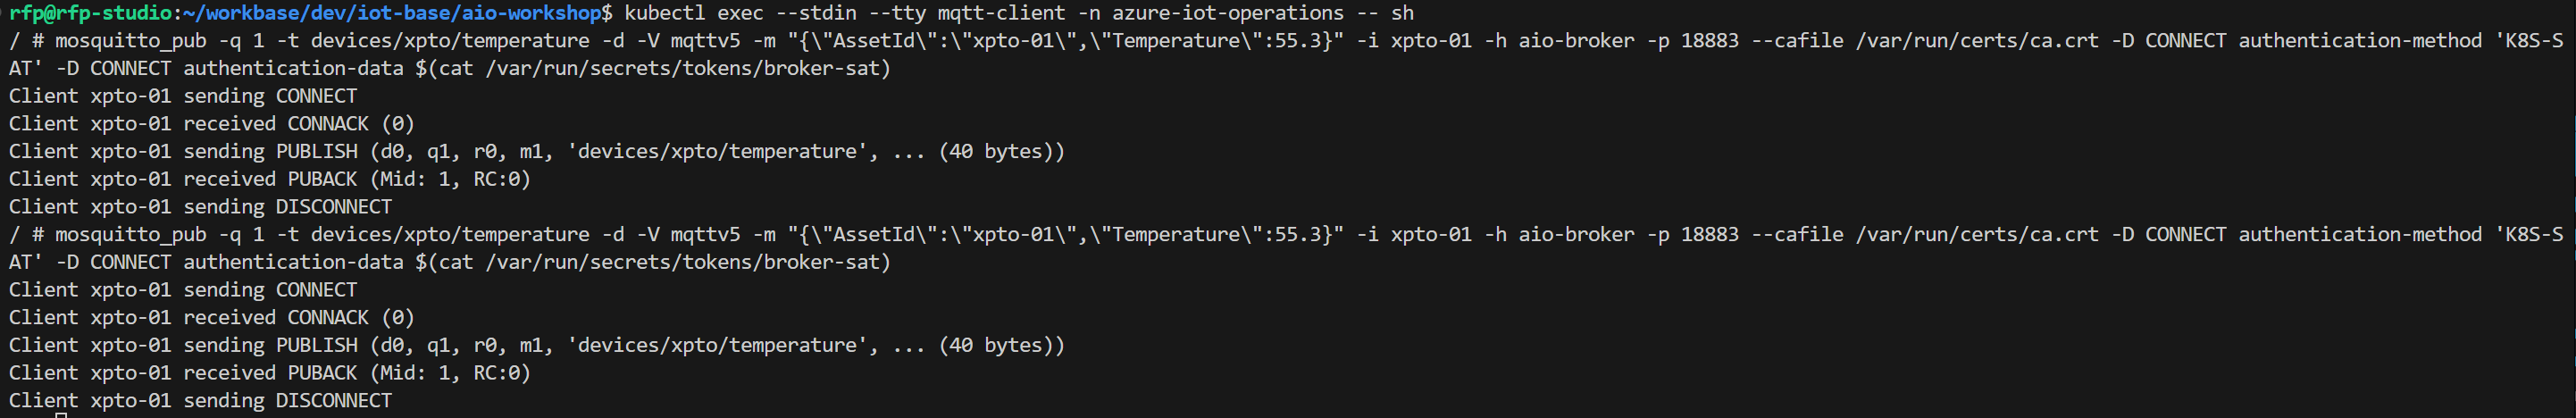 rfp@rfp-studio:~/workbase/dev/iot-base/aio-workshop$ kubectl exec --stdin --tty mqtt-client -n azure-iot-operations -- sh
/ # mosquitto_pub -q 1 -t devices/xpto/temperature -d -V mqttv5 -m "{\"AssetId\":\"xpto-01\",\"Temperature\":55.3}" -i xpto-01 -h aio-broker -p 18883 --cafile /var/run/certs/ca.crt -D CONNECT authentication-method 'K8S-S
AT' -D CONNECT authentication-data $(cat /var/run/secrets/tokens/broker-sat)
Client xpto-01 sending CONNECT
Client xpto-01 received CONNACK (0)
Client xpto-01 sending PUBLISH (d0, q1, r0, m1, 'devices/xpto/temperature', ... (40 bytes))
Client xpto-01 received PUBACK (Mid: 1, RC:0)
Client xpto-01 sending DISCONNECT
/ # mosquitto_pub -q 1 -t devices/xpto/temperature -d -V mqttv5 -m "{\"AssetId\":\"xpto-01\",\"Temperature\":55.3}" -i xpto-01 -h aio-broker -p 18883 --cafile /var/run/certs/ca.crt -D CONNECT authentication-method 'K8S-S
AT' -D CONNECT authentication-data $(cat /var/run/secrets/tokens/broker-sat)
Client xpto-01 sending CONNECT
Client xpto-01 received CONNACK (0)
Client xpto-01 sending PUBLISH (d0, q1, r0, m1, 'devices/xpto/temperature', ... (40 bytes))
Client xpto-01 received PUBACK (Mid: 1, RC:0)
Client xpto-01 sending DISCONNECT